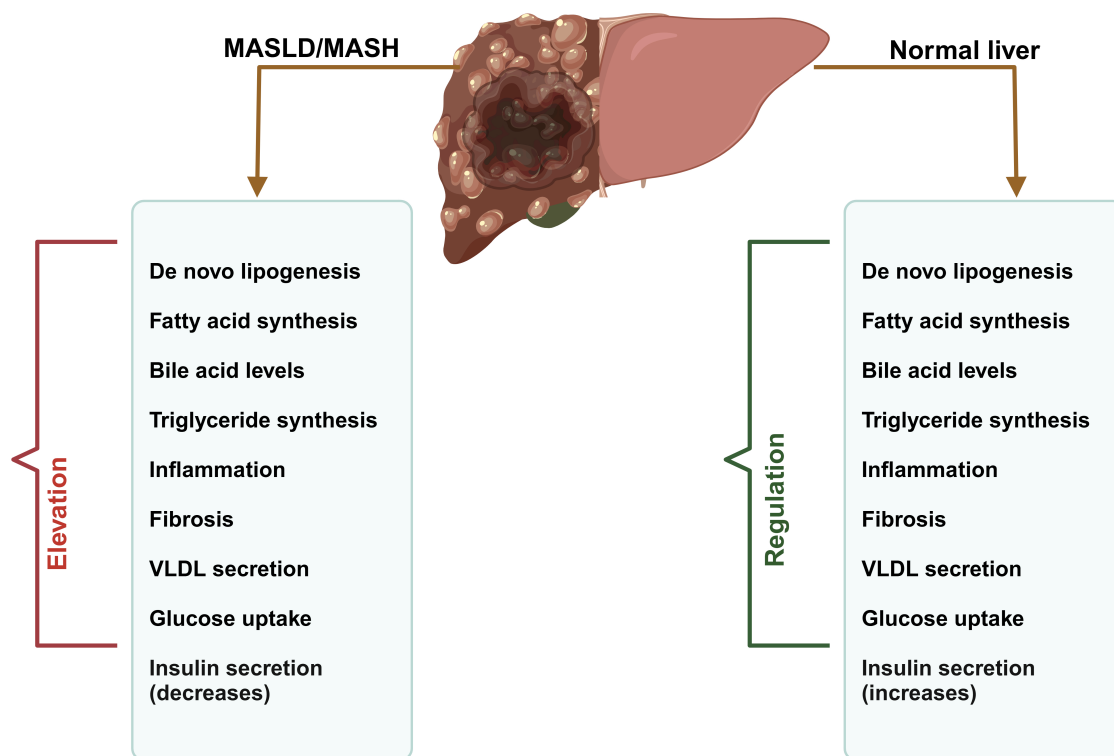 MASLD/MASH
Normal liver
Elevation
De novo lipogenesis
Fatty acid synthesis
Bile acid levels
Triglyceride synthesis
Inflammation
Fibrosis
VLDL secretion
Glucose uptake
Insulin secretion
(decreases)
Regulation
De novo lipogenesis
Fatty acid synthesis
Bile acid levels
Triglyceride synthesis
Inflammation
Fibrosis
VLDL secretion
Glucose uptake
Insulin secretion
(increases)